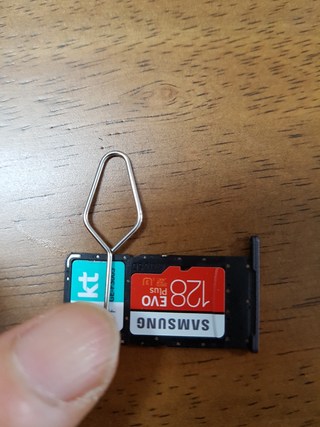 kt
SAMSUNG
EVO
Plus
128